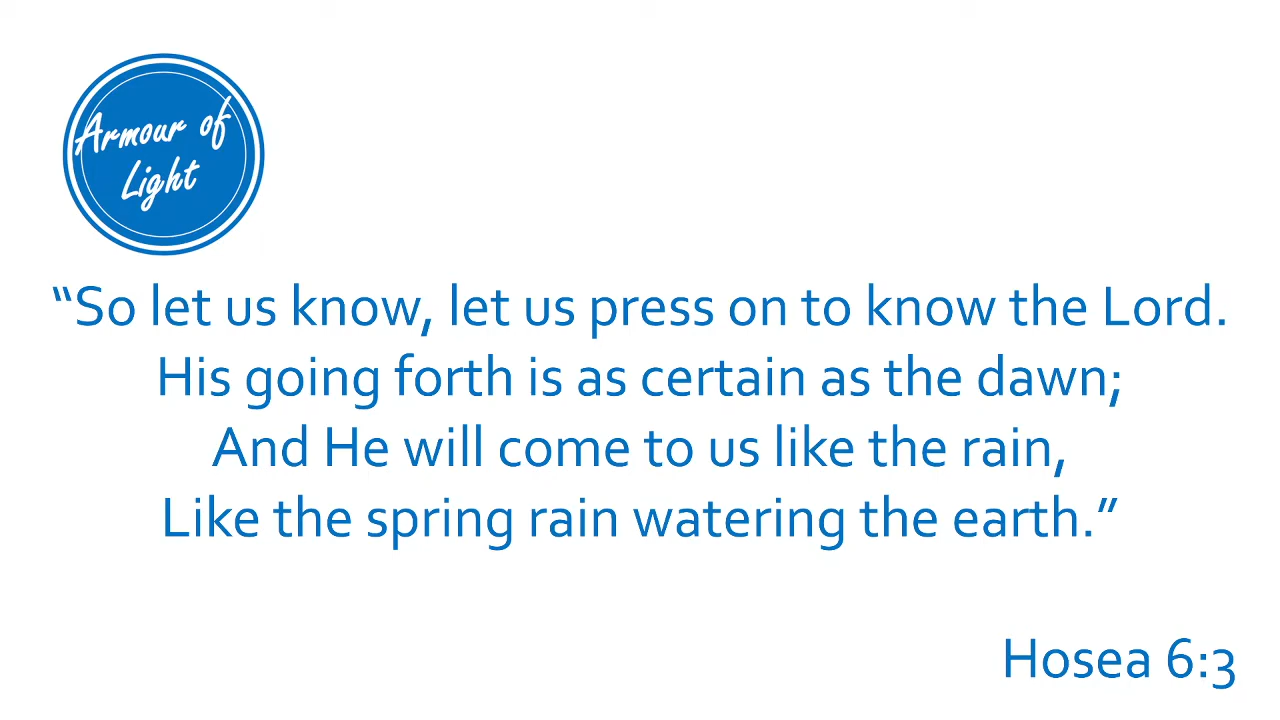 Armour of
Light
“So let us know, let us press on to know the Lord.
His going forth is as certain as the dawn;
And He will come to us like the rain,
Like the spring rain watering the earth.”
Hosea 6:3